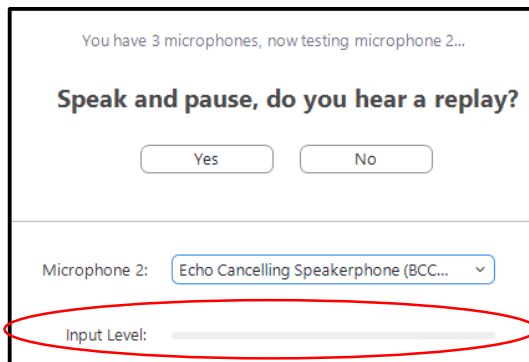 You have 3 microphones, now testing microphone 2...
Speak and pause, do you hear a replay?
Yes No
Microphone 2: Echo Cancelling Speakerphone (BCC...
Input Level: